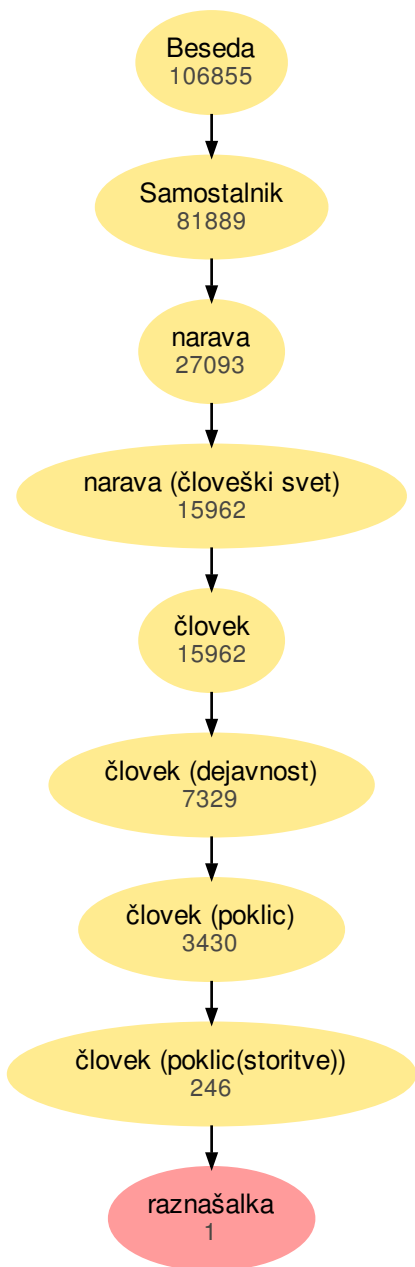 Beseda
106855
Samostalnik
81889
narava
27093
narava (človeški svet)
15962
človek
15962
človek (dejavnost)
7329
človek (poklic)
3430
človek (poklic(storitve))
246
raznašalka
1